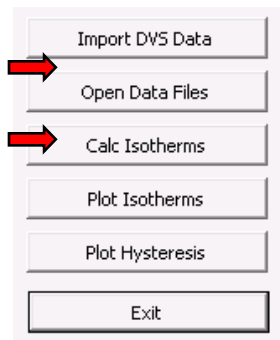 Import DVS Data
Open Data Files
Calc Isotherms
Plot Isotherms
Plot Hysteresis
Exit